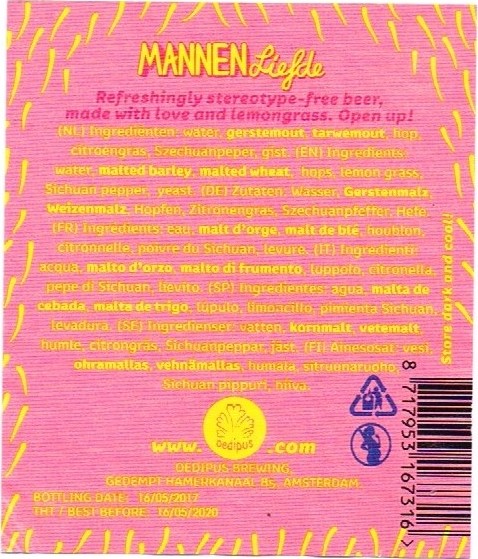 MANNEN Liefde
Refreshingly stereotype-free beer,
made with love and lemongrass. Open up!
(NL) Ingrediënten: water, gerstemout, tarwemout, hop,
citroengras, Szechuanpeper, gist. (EN) Ingredients:
water, malted barley, malted wheat, hops, lemon grass,
Sichuan pepper, yeast. (DE) Zutaten: Wasser, Gerstenmalz,
Weizenmalz, Hopfen, Zitronengras, Szechuanpfeffer, Hefe.
(FR) Ingrédients: eau, malt d'orge, malt de blé, houblon,
citronnelle, poivre du Sichuan, levure. (IT) Ingredienti:
acqua, malto d'orzo, malto di frumento, luppolo, citronella,
pepe di Sichuan, lievito. (SP) Ingredientes: agua, malta de
cebada, malta de trigo, lúpulo, limoncillo, pimienta Sichuan,
levadura. (SE) Ingredienser: vatten, kornmalt, vetemalt,
humle, citrongräs, Sichuanpeppar, jäst. (FI) Ainesosat: vesi,
ohramallas, vehnämallas, humala, sitruunaruoho,
Sichuan pippuri, hiiva.
Store dark and cool!
www. Oedipus .com
OEDIPUS BREWING,
GEDEMPT HAMERKANAAL 85, AMSTERDAM
BOTTLING DATE: 16/05/2017
THT / BEST BEFORE: 16/05/2020
8 717953 167316 >